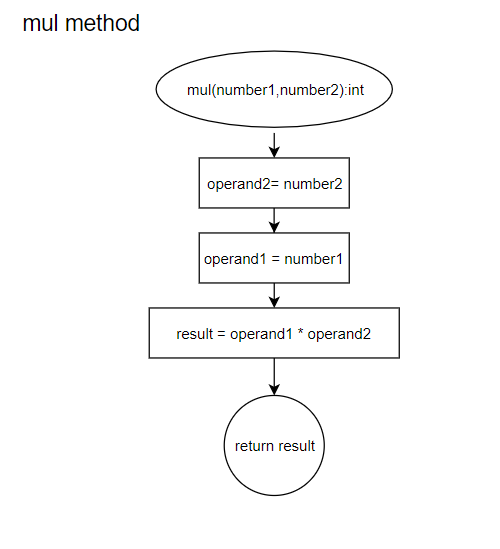 mul method
mul(number1,number2):int
operand2= number2
operand1 = number1
result = operand1 * operand2
return result